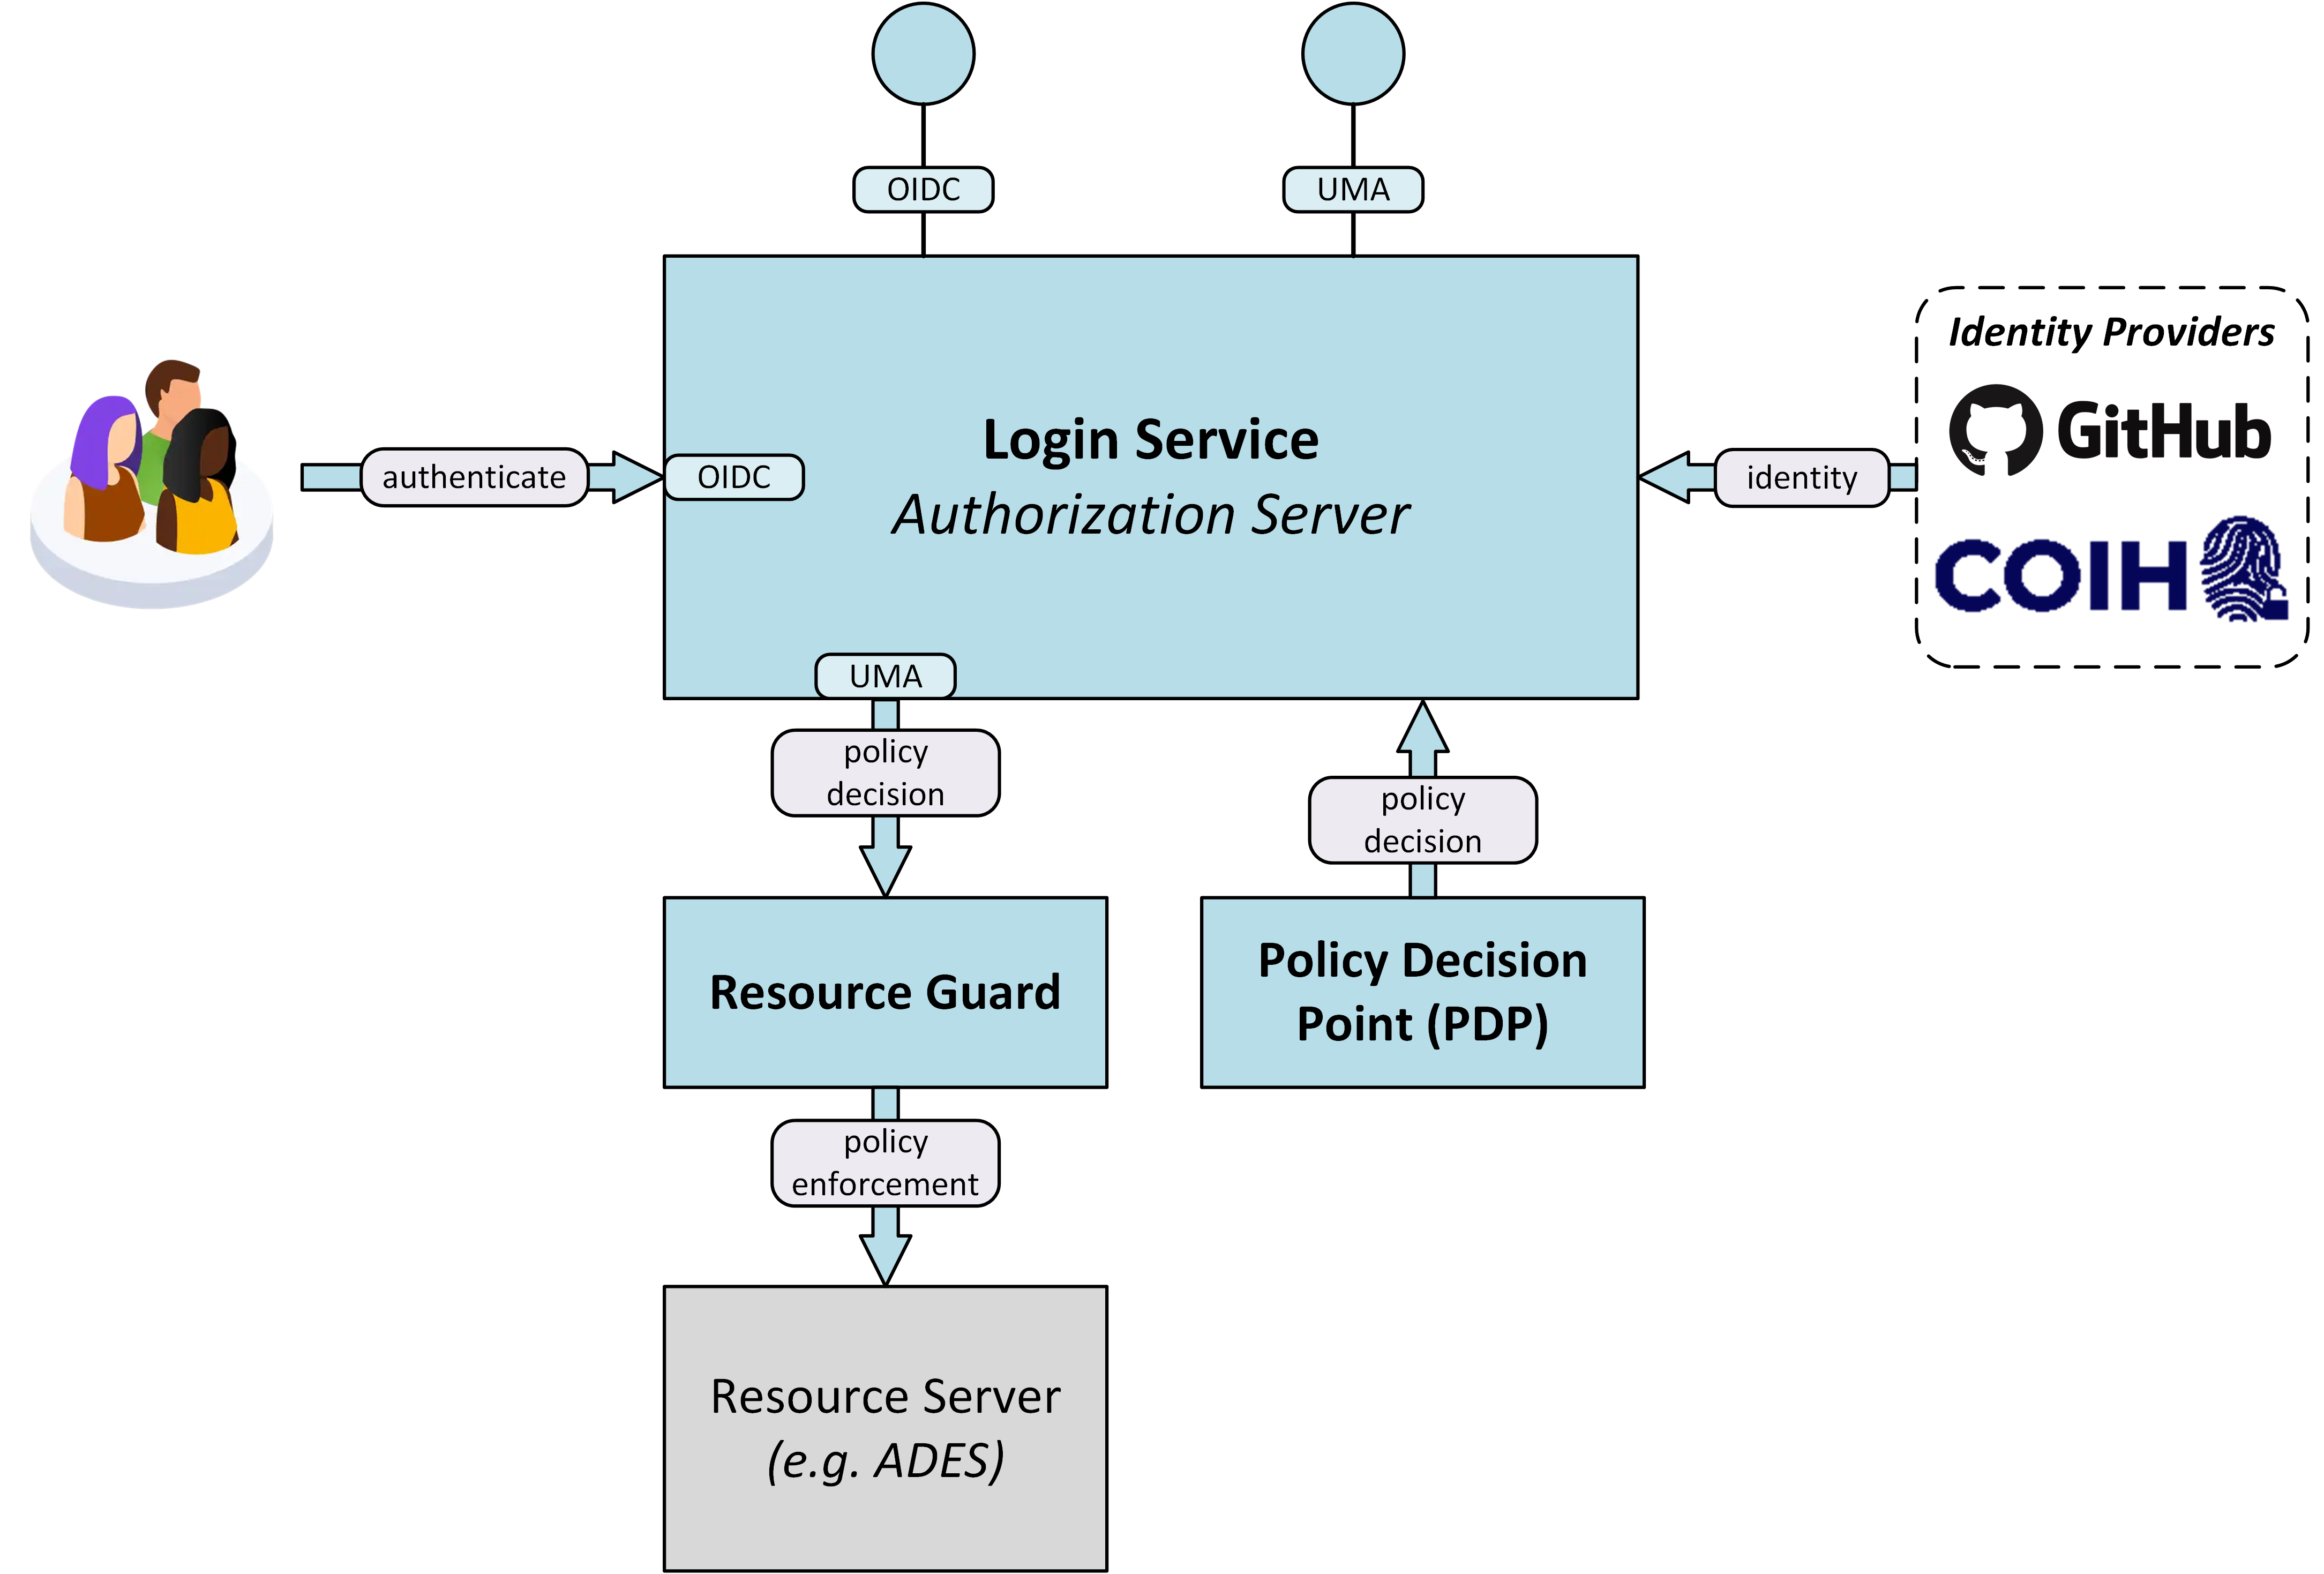 OIDC
UMA
Identity Providers
GitHub
COIH
Login Service
Authorization Server
authenticate
OIDC
identity
UMA
policy
decision
policy
decision
Resource Guard
Policy Decision
Point (PDP)
policy
enforcement
Resource Server
(e.g. ADES)